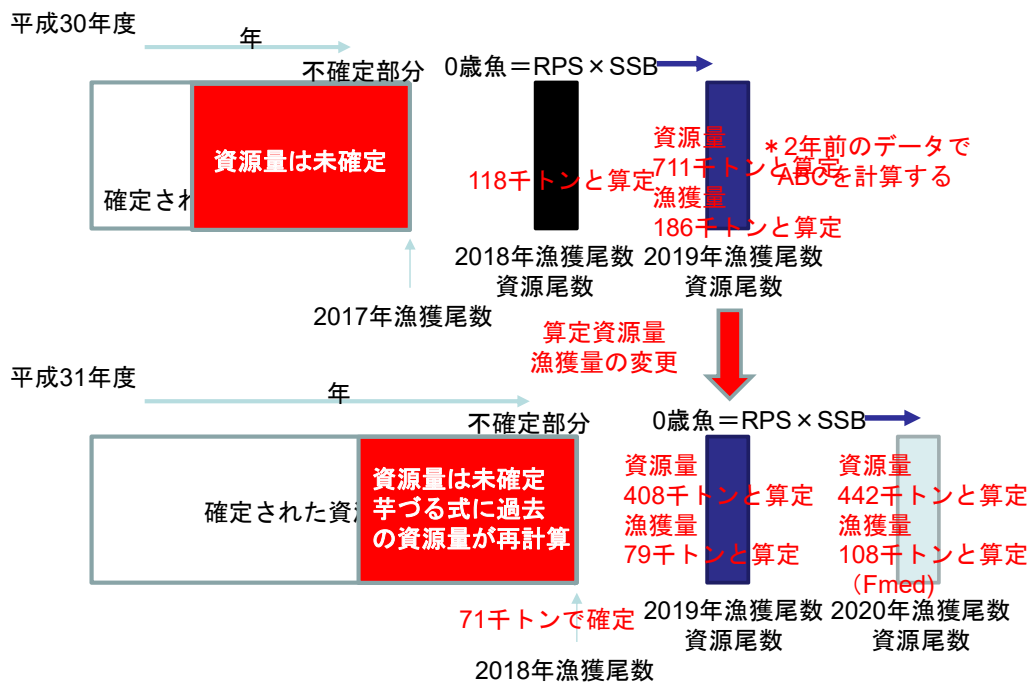 平成30年度
年
不確定部分
0歳魚＝RPS×SSB
資源量は未確定
確定され
118千トンと算定
資源量
711千トンと算定
漁獲量
186千トンと算定
＊2年前のデータで
ABCを計算する
2018年漁獲尾数
資源尾数
2019年漁獲尾数
資源尾数
2017年漁獲尾数
算定資源量
漁獲量の変更
平成31年度
年
不確定部分
0歳魚＝RPS×SSB
確定された資
資源量は未確定
芋づる式に過去
の資源量が再計算
資源量
408千トンと算定
漁獲量
79千トンと算定
資源量
442千トンと算定
漁獲量
108千トンと算定
（Fmed)
71千トンで確定
2019年漁獲尾数
資源尾数
2020年漁獲尾数
資源尾数
2018年漁獲尾数